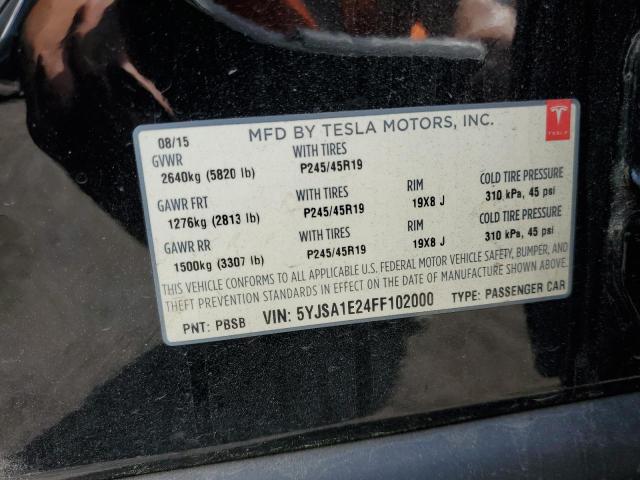 MFD BY TESLA MOTORS, INC.
TESLA
08/15
GVWR WITH TIRES
2640kg (5820 lb) P245/45R19
GAWR FRT WITH TIRES RIM COLD TIRE PRESSURE
1276kg (2813 lb) P245/45R19 19X8 J 310 kPa, 45 psi
GAWR RR WITH TIRES RIM COLD TIRE PRESSURE
1500kg (3307 lb) P245/45R19 19X8 J 310 kPa, 45 psi
THIS VEHICLE CONFORMS TO ALL APPLICABLE U.S. FEDERAL MOTOR VEHICLE SAFETY, BUMPER, AND
THEFT PREVENTION STANDARDS IN EFFECT ON THE DATE OF MANUFACTURE SHOWN ABOVE.
PNT: PBSB VIN: 5YJSA1E24FF102000 TYPE: PASSENGER CAR